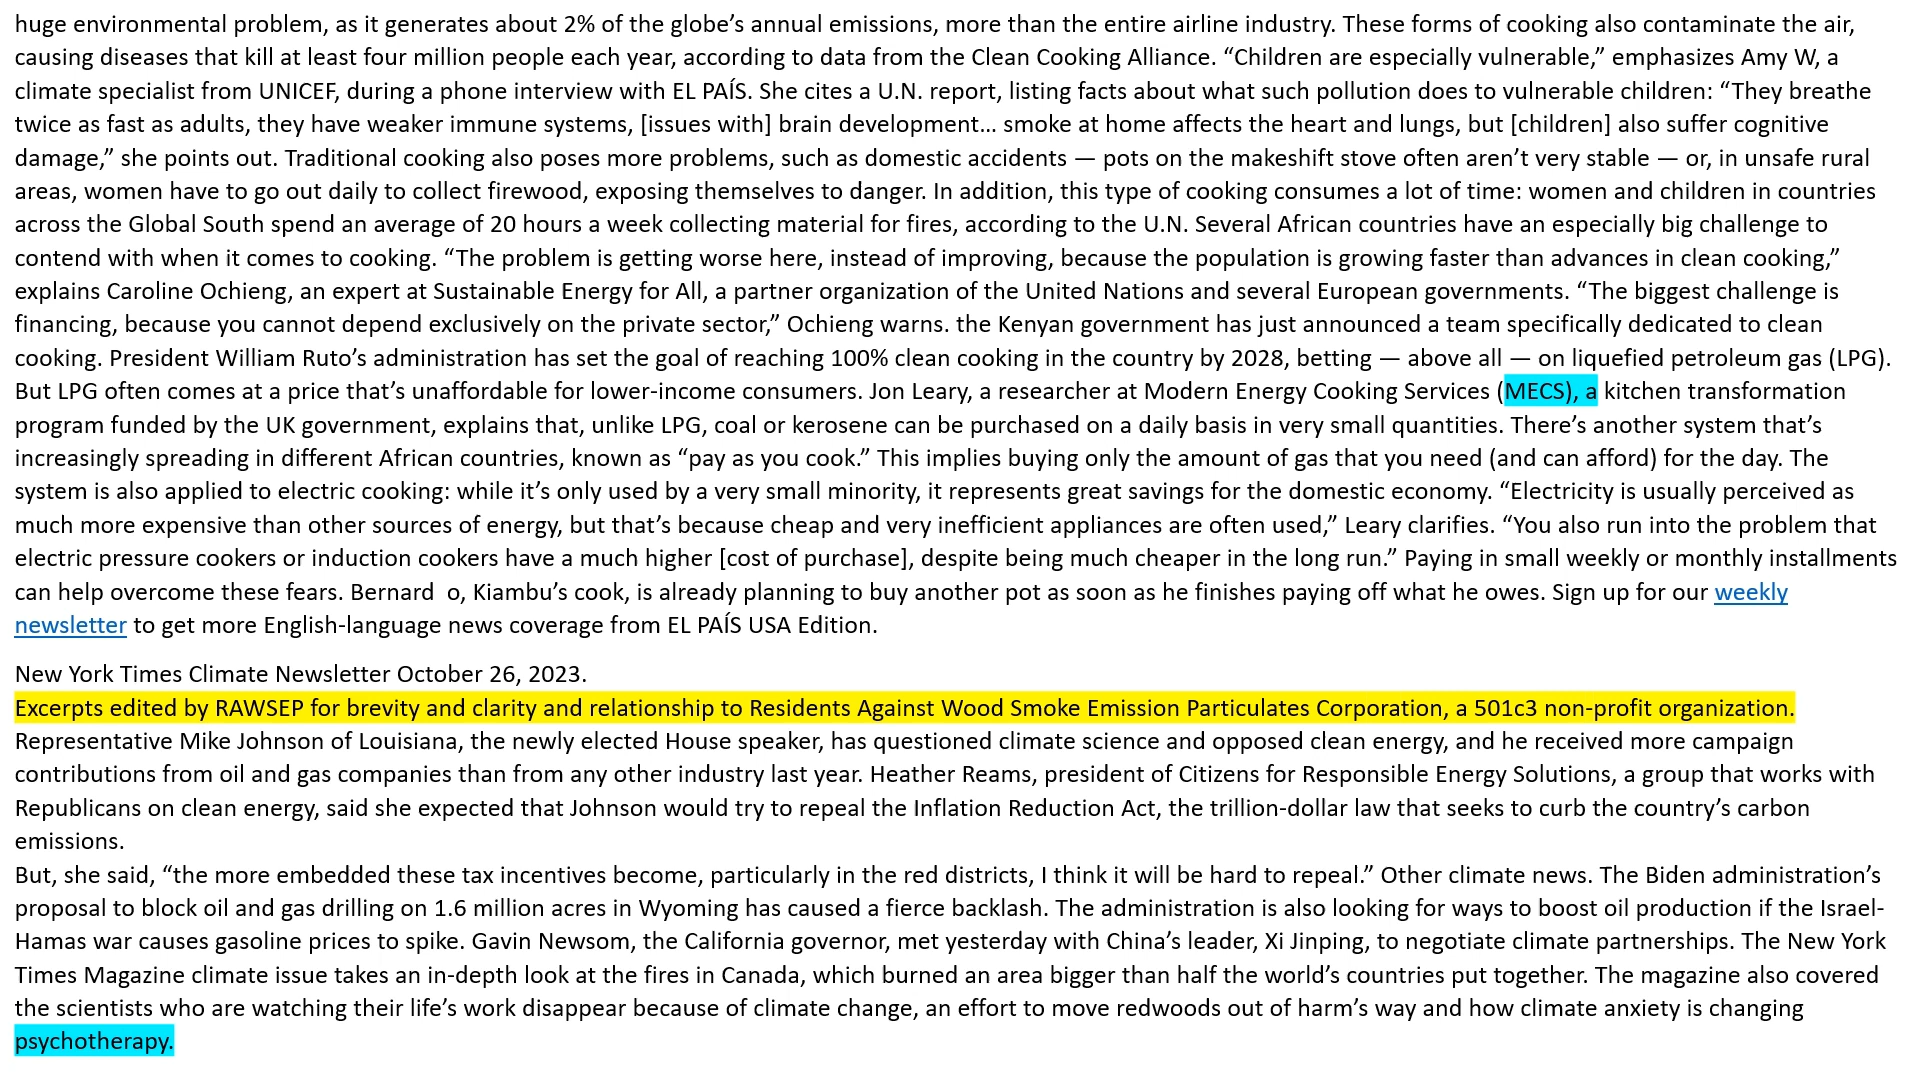 huge environmental problem, as it generates about 2% of the globe’s annual emissions, more than the entire airline industry. These forms of cooking also contaminate the air,
causing diseases that kill at least four million people each year, according to data from the Clean Cooking Alliance. “Children are especially vulnerable,” emphasizes Amy W, a
climate specialist from UNICEF, during a phone interview with EL PAÍS. She cites a U.N. report, listing facts about what such pollution does to vulnerable children: “They breathe
twice as fast as adults, they have weaker immune systems, [issues with] brain development… smoke at home affects the heart and lungs, but [children] also suffer cognitive
damage,” she points out. Traditional cooking also poses more problems, such as domestic accidents — pots on the makeshift stove often aren’t very stable — or, in unsafe rural
areas, women have to go out daily to collect firewood, exposing themselves to danger. In addition, this type of cooking consumes a lot of time: women and children in countries
across the Global South spend an average of 20 hours a week collecting material for fires, according to the U.N. Several African countries have an especially big challenge to
contend with when it comes to cooking. “The problem is getting worse here, instead of improving, because the population is growing faster than advances in clean cooking,”
explains Caroline Ochieng, an expert at Sustainable Energy for All, a partner organization of the United Nations and several European governments. “The biggest challenge is
financing, because you cannot depend exclusively on the private sector,” Ochieng warns. the Kenyan government has just announced a team specifically dedicated to clean
cooking. President William Ruto’s administration has set the goal of reaching 100% clean cooking in the country by 2028, betting — above all — on liquefied petroleum gas (LPG).
But LPG often comes at a price that’s unaffordable for lower-income consumers. Jon Leary, a researcher at Modern Energy Cooking Services (MECS), a kitchen transformation
program funded by the UK government, explains that, unlike LPG, coal or kerosene can be purchased on a daily basis in very small quantities. There’s another system that’s
increasingly spreading in different African countries, known as “pay as you cook.” This implies buying only the amount of gas that you need (and can afford) for the day. The
system is also applied to electric cooking: while it’s only used by a very small minority, it represents great savings for the domestic economy. “Electricity is usually perceived as
much more expensive than other sources of energy, but that’s because cheap and very inefficient appliances are often used,” Leary clarifies. “You also run into the problem that
electric pressure cookers or induction cookers have a much higher [cost of purchase], despite being much cheaper in the long run.” Paying in small weekly or monthly installments
can help overcome these fears. Bernard  o, Kiambu’s cook, is already planning to buy another pot as soon as he finishes paying off what he owes. Sign up for our weekly
newsletter to get more English-language news coverage from EL PAÍS USA Edition.
New York Times Climate Newsletter October 26, 2023.
Excerpts edited by RAWSEP for brevity and clarity and relationship to Residents Against Wood Smoke Emission Particulates Corporation, a 501c3 non-profit organization.
Representative Mike Johnson of Louisiana, the newly elected House speaker, has questioned climate science and opposed clean energy, and he received more campaign
contributions from oil and gas companies than from any other industry last year. Heather Reams, president of Citizens for Responsible Energy Solutions, a group that works with
Republicans on clean energy, said she expected that Johnson would try to repeal the Inflation Reduction Act, the trillion-dollar law that seeks to curb the country’s carbon
emissions.
But, she said, “the more embedded these tax incentives become, particularly in the red districts, I think it will be hard to repeal.” Other climate news. The Biden administration’s
proposal to block oil and gas drilling on 1.6 million acres in Wyoming has caused a fierce backlash. The administration is also looking for ways to boost oil production if the Israel-
Hamas war causes gasoline prices to spike. Gavin Newsom, the California governor, met yesterday with China’s leader, Xi Jinping, to negotiate climate partnerships. The New York
Times Magazine climate issue takes an in-depth look at the fires in Canada, which burned an area bigger than half the world’s countries put together. The magazine also covered
the scientists who are watching their life’s work disappear because of climate change, an effort to move redwoods out of harm’s way and how climate anxiety is changing
psychotherapy.